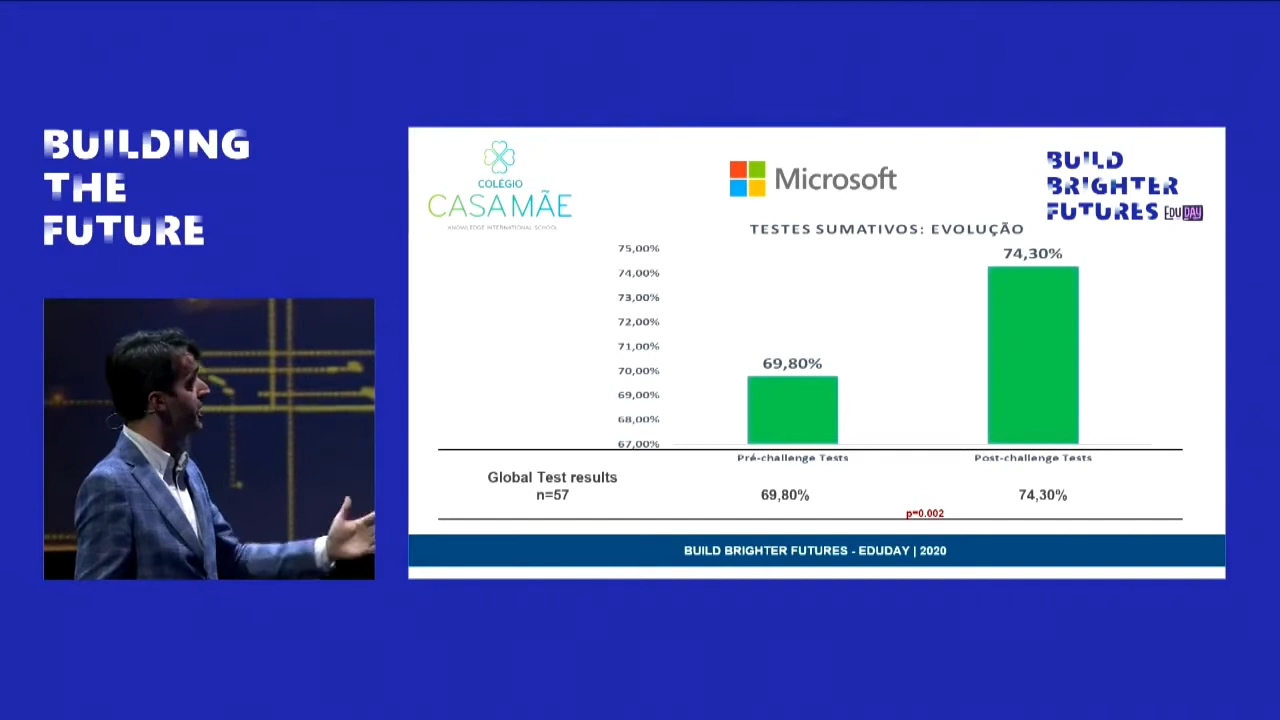 BUILDING
THE
FUTURE
COLÉGIO
CASA MÃE
KNOWLEDGE INTERNATIONAL SCHOOL
Microsoft
BUILD
BRIGHTER
FUTURES EDUDAY
TESTES SUMATIVOS: EVOLUÇÃO
75,00%
74,00%
73,00%
72,00%
71,00%
70,00%
69,00%
68,00%
67,00%
69,80%
74,30%
Pré-challenge Tests
Post-challenge Tests
Global Test results
n=57
69,80%
74,30%
p=0.002
BUILD BRIGHTER FUTURES - EDUDAY | 2020